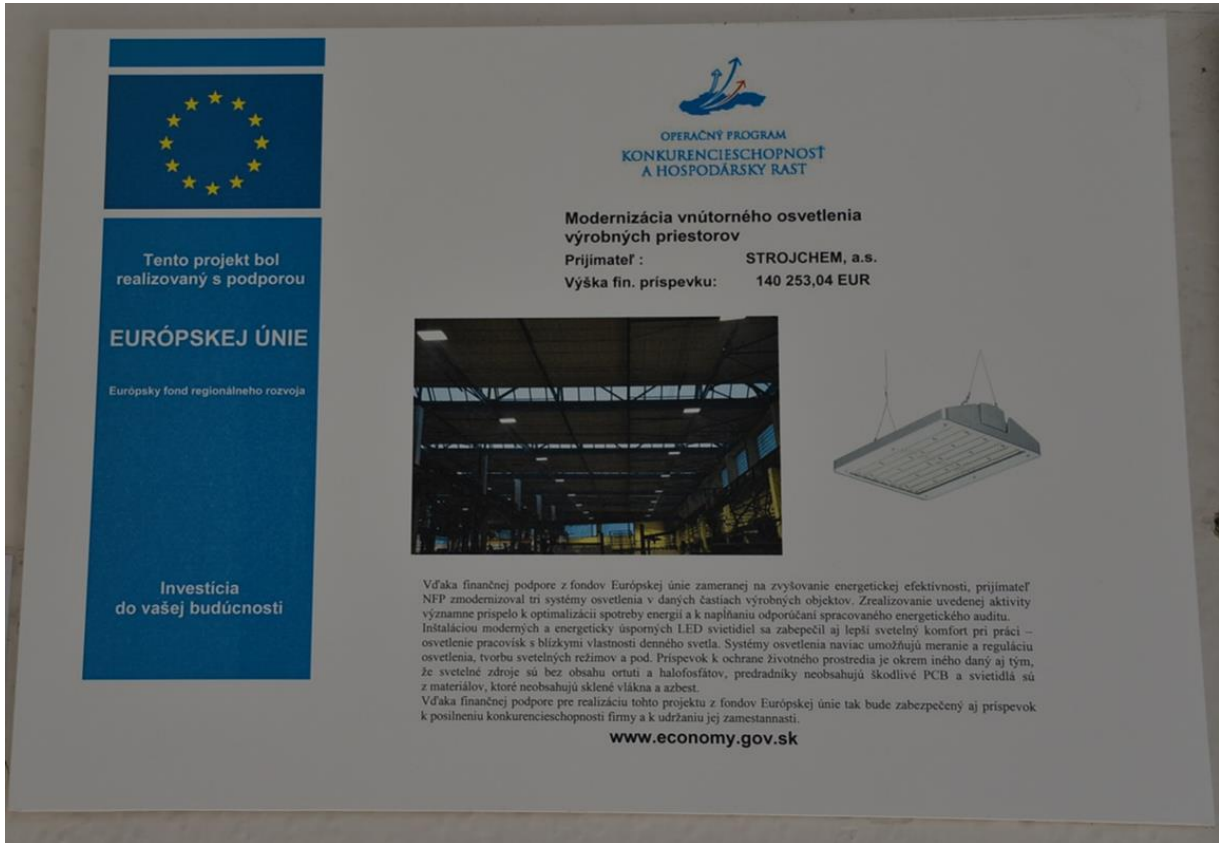 Tento projekt bol
realizovaný s podporou
EURÓPSKEJ ÚNIE
Európsky fond regionálneho rozvoja
Investícia
do vašej budúcnosti
OPERAČNÝ PROGRAM
KONKURENCIESCHOPNOSŤ
A HOSPODÁRSKY RAST
Modernizácia vnútorného osvetlenia
výrobných priestorov
Prijímateľ : STROJCHEM, a.s.
Výška fin. príspevku: 140 253,04 EUR
Vďaka finančnej podpore z fondov Európskej únie zameranej na zvyšovanie energetickej efektívnosti, prijímateľ
NFP zmodernizoval tri systémy osvetlenia v daných častiach výrobných objektov. Zrealizovanie uvedenej aktivity
významne prispelo k optimalizácii spotreby energií a k napĺňaniu odporúčaní spracovaného energetického auditu.
Inštaláciou moderných a energeticky úsporných LED svietidiel sa zabezpečil aj lepší svetelný komfort pri práci –
osvetlenie pracovísk s blízkymi vlastnosti denného svetla. Systémy osvetlenia naviac umožňujú meranie a reguláciu
osvetlenia, tvorbu svetelných režimov a pod. Príspevok k ochrane životného prostredia je okrem iného daný aj tým,
že svetelné zdroje sú bez obsahu ortuti a halofosfátov, predradníky neobsahujú škodlivé PCB a svietidlá sú
z materiálov, ktoré neobsahujú sklené vlákna a azbest.
Vďaka finančnej podpore pre realizáciu tohto projektu z fondov Európskej únie tak bude zabezpečený aj príspevok
k posilneniu konkurencieschopnosti firmy a k udržaniu jej zamestannasti.
www.economy.gov.sk